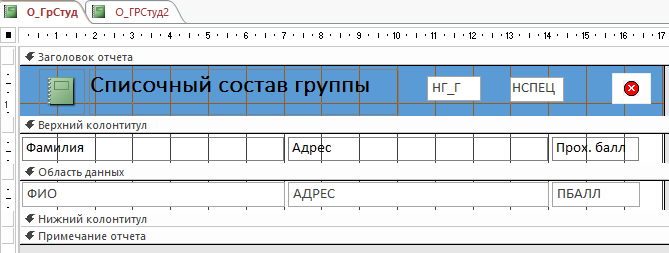 О_ГрСтуд О_ГРСтуд2
1 2 3 4 5 6 7 8 9 10 11 12 13 14 15 16 17
Заголовок отчета
1
Списочный состав группы НГ_Г НСПЕЦ
Верхний колонтитул
Фамилия Адрес Прох. балл
Область данных
ФИО АДРЕС ПБАЛЛ
Нижний колонтитул
Примечание отчета